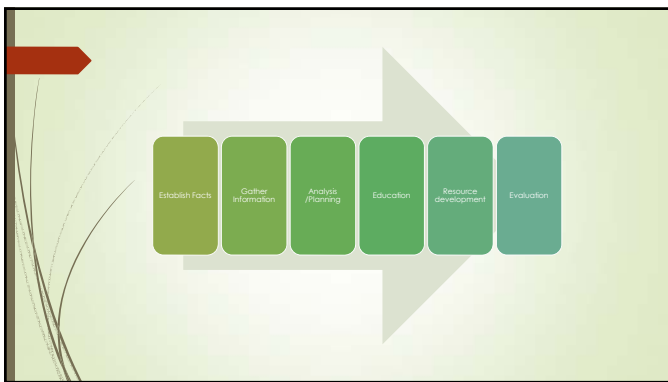 Establish Facts
Gather
Information
Analysis
/Planning
Education
Resource
development
Evaluation